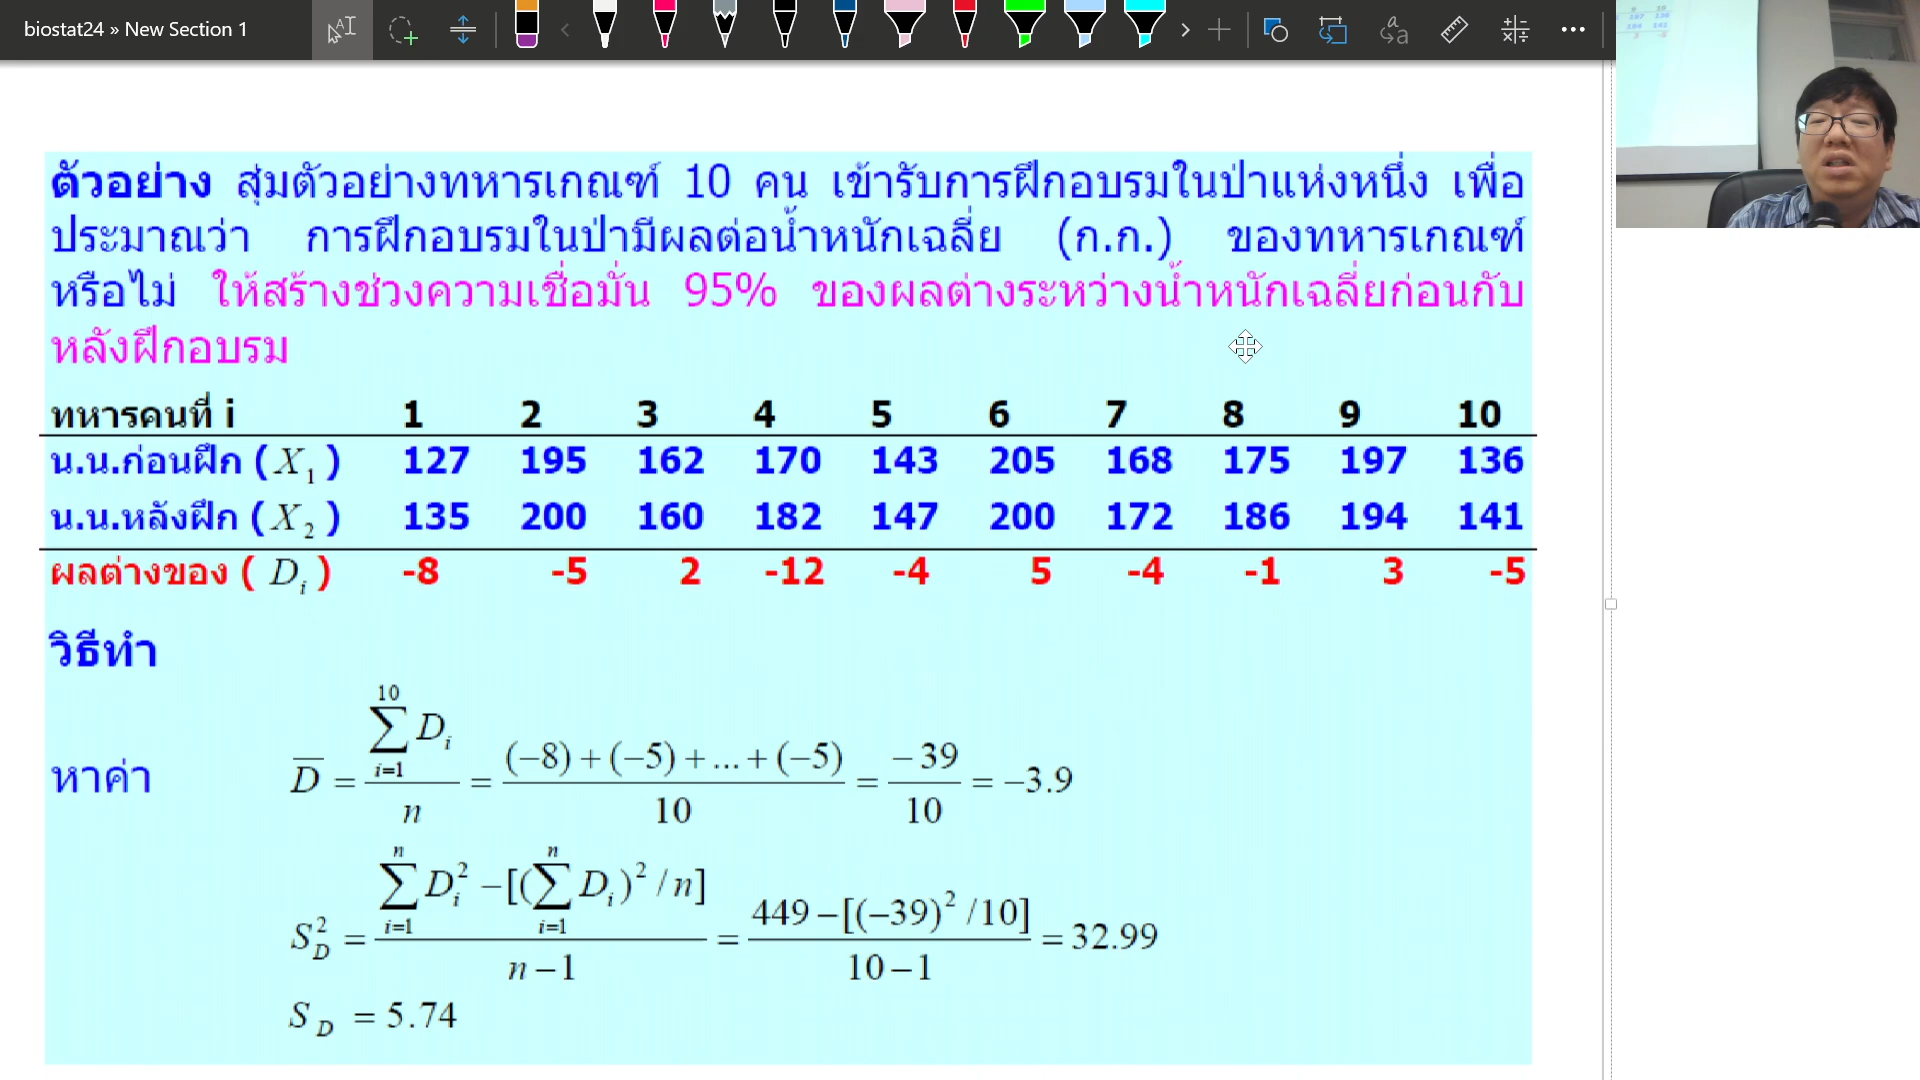 biostat24 » New Section 1
ตัวอย่าง สุ่มตัวอย่างทหารเกณฑ์ 10 คน เข้ารับการฝึกอบรมในป่าแห่งหนึ่ง เพื่อ
ประมาณว่า การฝึกอบรมในป่ามีผลต่อน้ำหนักเฉลี่ย (ก.ก.) ของทหารเกณฑ์
หรือไม่ ให้สร้างช่วงความเชื่อมั่น 95% ของผลต่างระหว่างน้ำหนักเฉลี่ยก่อนกับ
หลังฝึกอบรม
ทหารคนที่ i 1 2 3 4 5 6 7 8 9 10
น.น.ก่อนฝึก ( X₁ ) 127 195 162 170 143 205 168 175 197 136
น.น.หลังฝึก ( X₂ ) 135 200 160 182 147 200 172 186 194 141
ผลต่างของ ( Dᵢ ) -8 -5 2 -12 -4 5 -4 -1 3 -5
วิธีทำ
หาค่า D̄ = ∑_{i=1}^{10} Dᵢ / n = (−8)+(−5)+...+(−5) / 10 = −39 / 10 = −3.9
S_D² = ∑_{i=1}^{n} Dᵢ² −[(∑_{i=1}^{n} Dᵢ)² / n] / n−1 = 449−[(−39)² /10] / 10−1 = 32.99
S_D = 5.74